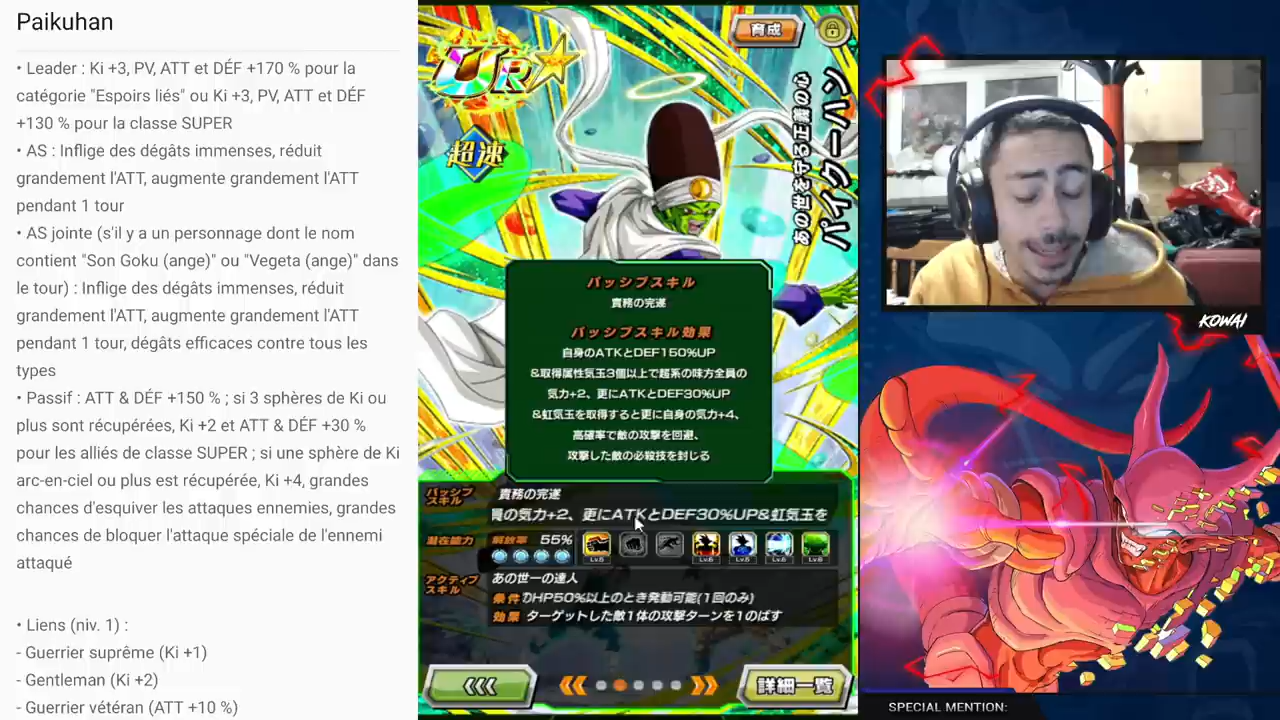 Paikuhan
• Leader : Ki +3, PV, ATT et DÉF +170 % pour la
catégorie "Espoirs liés" ou Ki +3, PV, ATT et DÉF
+130 % pour la classe SUPER
• AS : Inflige des dégâts immenses, réduit
grandement l'ATT, augmente grandement l'ATT
pendant 1 tour
• AS jointe (s'il y a un personnage dont le nom
contient "Son Goku (ange)" ou "Vegeta (ange)" dans
le tour) : Inflige des dégâts immenses, réduit
grandement l'ATT, augmente grandement l'ATT
pendant 1 tour, dégâts efficaces contre tous les
types
• Passif : ATT & DÉF +150 % ; si 3 sphères de Ki ou
plus sont récupérées, Ki +2 et ATT & DÉF +30 %
pour les alliés de classe SUPER ; si une sphère de Ki
arc-en-ciel ou plus est récupérée, Ki +4, grandes
chances d'esquiver les attaques ennemies, grandes
chances de bloquer l'attaque spéciale de l'ennemi
attaqué
• Liens (niv. 1) :
- Guerrier suprême (Ki +1)
- Gentleman (Ki +2)
- Guerrier vétéran (ATT +10 %)
UR
育成
超速
あの世を守る正義の心
パイクーハン
パッシブスキル
責務の完遂
パッシブスキル効果
自身のATKとDEF150%UP
&取得属性気玉3個以上で超系の味方全員の
気力+2、更にATKとDEF30%UP
&虹気玉を取得すると更に自身の気力+4、
高確率で敵の攻撃を回避、
攻撃した敵の必殺技を封じる
パッシブ
スキル
責務の完遂
員の気力+2、更にATKとDEF30%UP&虹気玉を
潜在能力
解放率 55%
Lv.5
Lv.6
Lv.6
Lv.6
Lv.6
アクティブ
スキル
あの世一の達人
条件 のHP50%以上のとき発動可能(1回のみ)
効果 ターゲットした敵1体の攻撃ターンを1のばす
詳細一覧
KOWAI
SPECIAL MENTION: